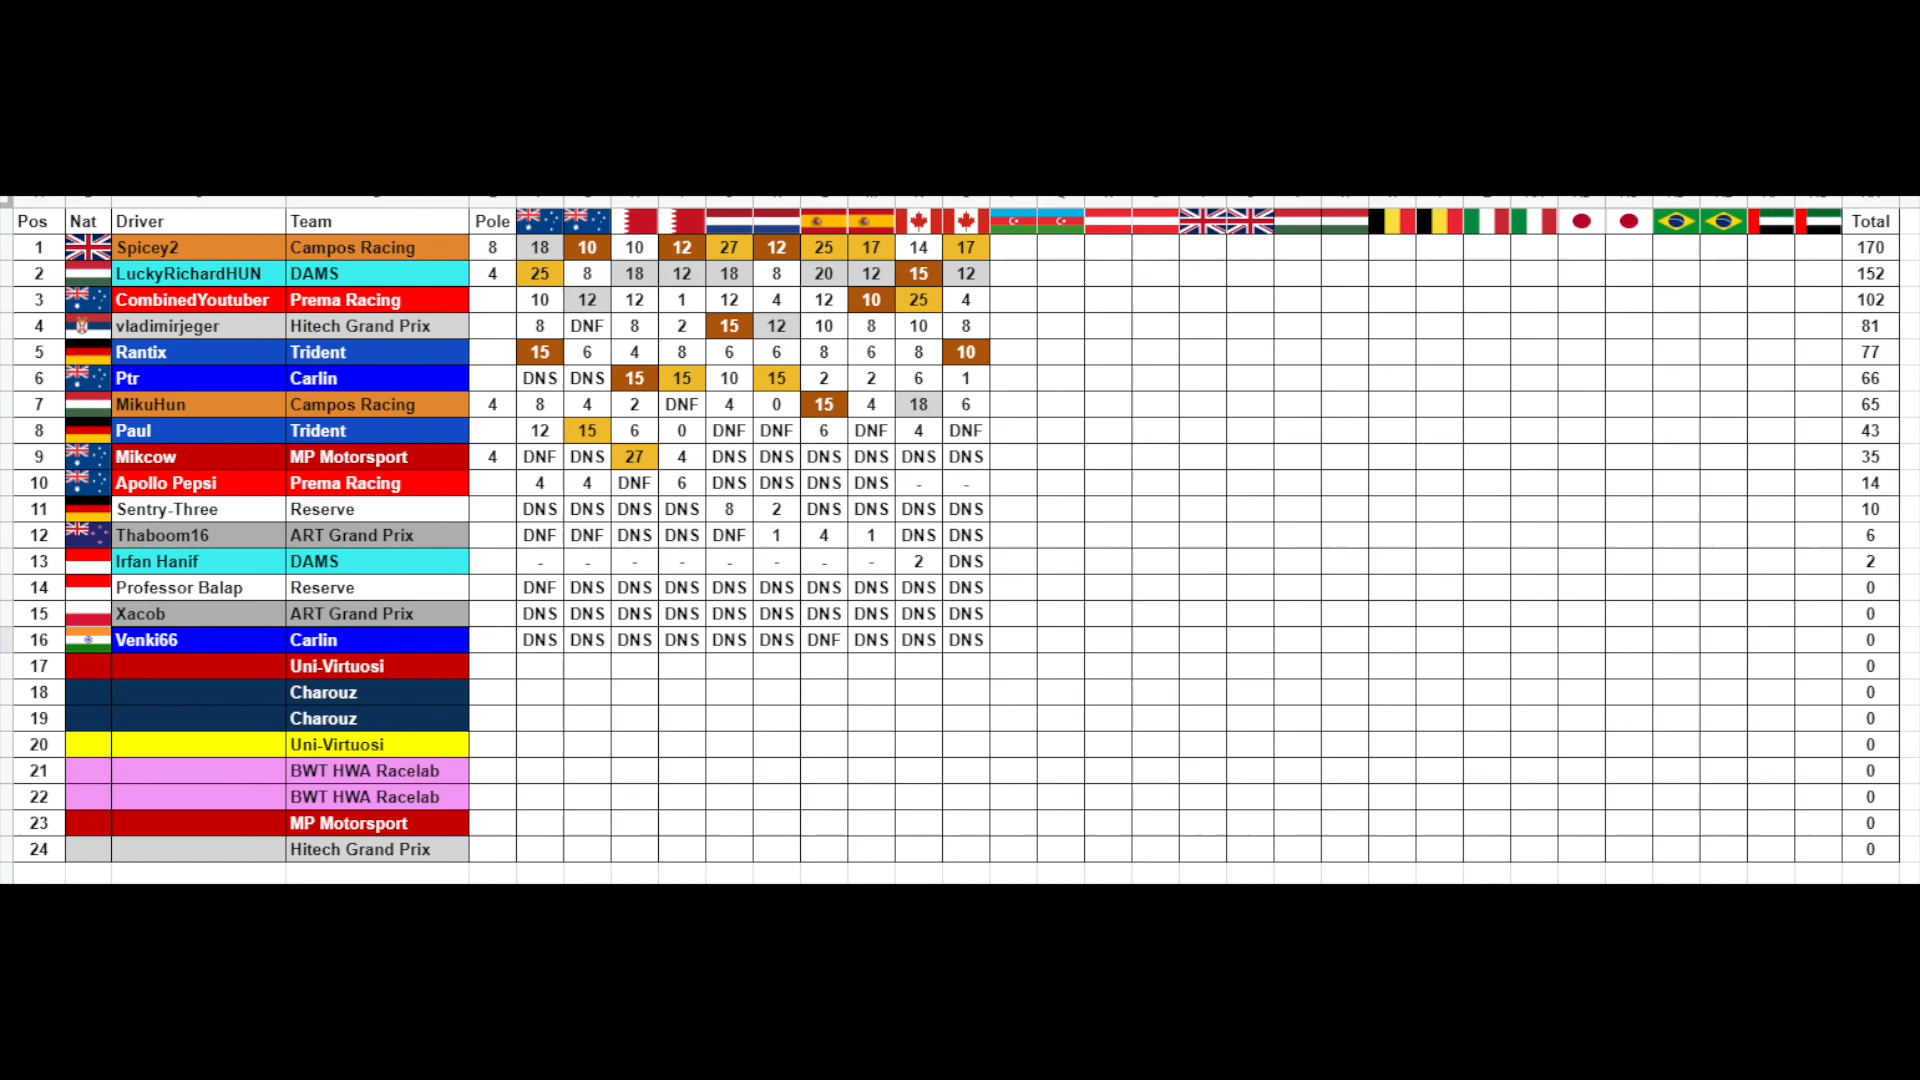 Pos Nat Driver Team Pole Total
1 Spicey2 Campos Racing 8 18 10 10 12 27 12 25 17 14 17 170
2 LuckyRichardHUN DAMS 4 25 8 18 12 18 8 20 12 15 12 152
3 CombinedYoutuber Prema Racing 10 12 12 1 12 4 12 10 25 4 102
4 vladimirjeger Hitech Grand Prix 8 DNF 8 2 15 12 10 8 10 8 81
5 Rantix Trident 15 6 4 8 6 6 8 6 8 10 77
6 Ptr Carlin DNS DNS 15 15 10 15 2 2 6 1 66
7 MikuHun Campos Racing 4 8 4 2 DNF 4 0 15 4 18 6 65
8 Paul Trident 12 15 6 0 DNF DNF 6 DNF 4 DNF 43
9 Mikcow MP Motorsport 4 DNF DNS 27 4 DNS DNS DNS DNS DNS DNS 35
10 Apollo Pepsi Prema Racing 4 4 DNF 6 DNS DNS DNS DNS - - 14
11 Sentry-Three Reserve DNS DNS DNS DNS 8 2 DNS DNS DNS DNS 10
12 Thaboom16 ART Grand Prix DNF DNF DNS DNS DNF 1 4 1 DNS DNS 6
13 Irfan Hanif DAMS - - - - - - - - 2 DNS 2
14 Professor Balap Reserve DNF DNS DNS DNS DNS DNS DNS DNS DNS DNS 0
15 Xacob ART Grand Prix DNS DNS DNS DNS DNS DNS DNS DNS DNS DNS 0
16 Venki66 Carlin DNS DNS DNS DNS DNS DNS DNF DNS DNS DNS 0
17 Uni-Virtuosi 0
18 Charouz 0
19 Charouz 0
20 Uni-Virtuosi 0
21 BWT HWA Racelab 0
22 BWT HWA Racelab 0
23 MP Motorsport 0
24 Hitech Grand Prix 0